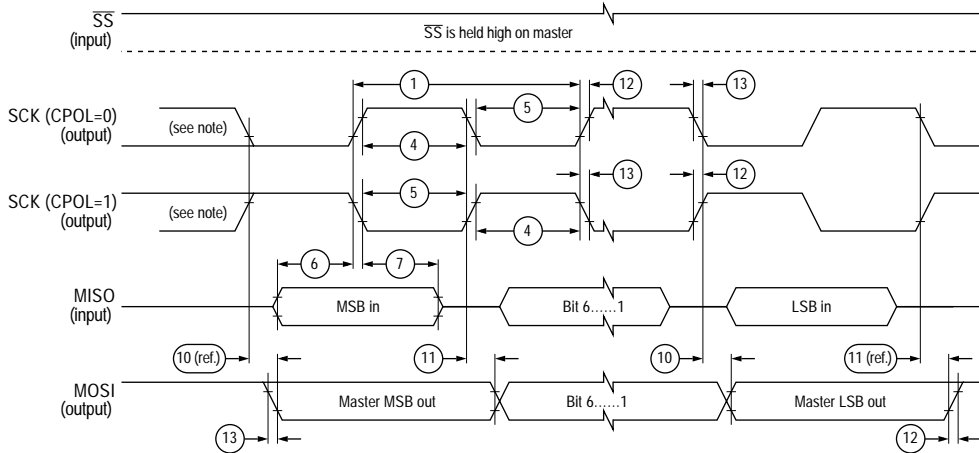 SS
(input)
SS is held high on master
1
12
13
5
SCK (CPOL=0)
(output)
(see note)
4
13
12
5
SCK (CPOL=1)
(output)
(see note)
4
6
7
MISO
(input)
MSB in
Bit 6......1
LSB in
10 (ref.)
11
10
11 (ref.)
MOSI
(output)
Master MSB out
Bit 6......1
Master LSB out
13
12